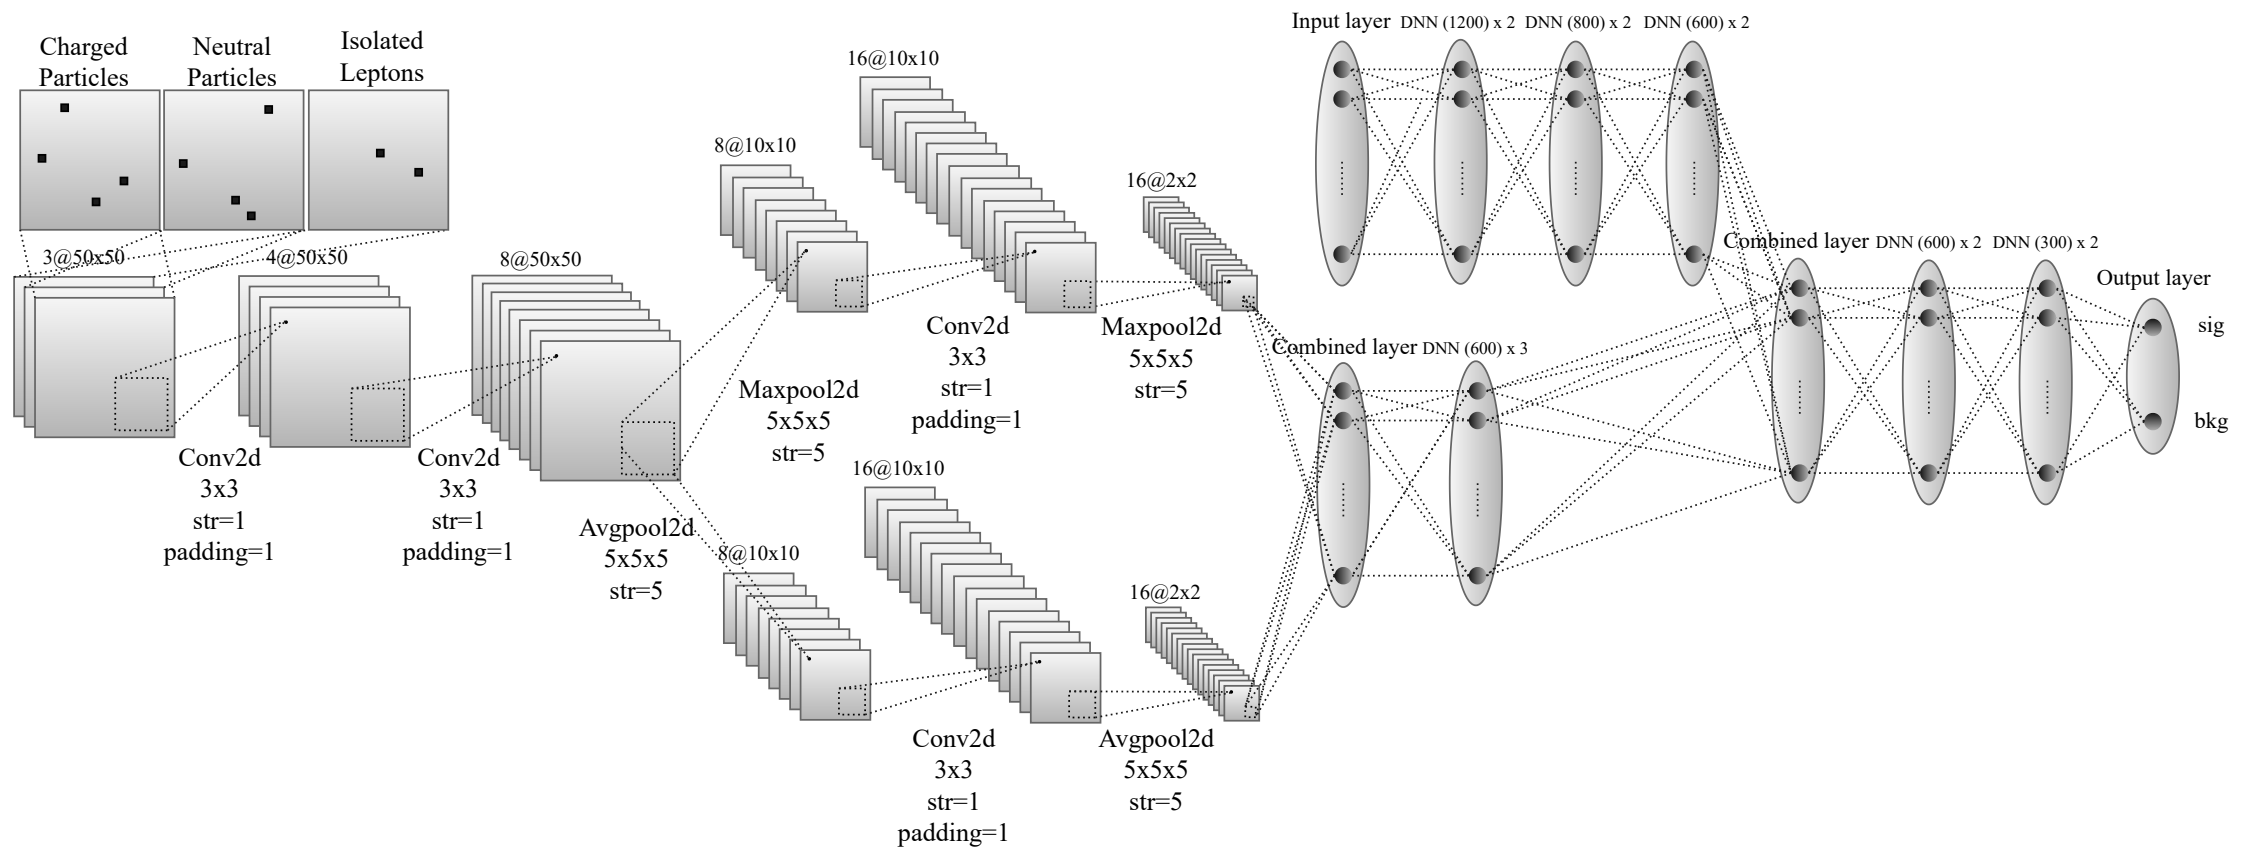 Charged
Particles
Neutral
Particles
Isolated
Leptons
3@50x50
4@50x50
8@50x50
Conv2d
3x3
str=1
padding=1
Conv2d
3x3
str=1
padding=1
8@10x10
16@10x10
16@2x2
Maxpool2d
5x5x5
str=5
Conv2d
3x3
str=1
padding=1
Maxpool2d
5x5x5
str=5
Avgpool2d
5x5x5
str=5
8@10x10
16@10x10
16@2x2
Conv2d
3x3
str=1
padding=1
Avgpool2d
5x5x5
str=5
Input layer DNN (1200) x 2 DNN (800) x 2 DNN (600) x 2
Combined layer DNN (600) x 3
Combined layer DNN (600) x 2 DNN (300) x 2
Output layer
sig
bkg